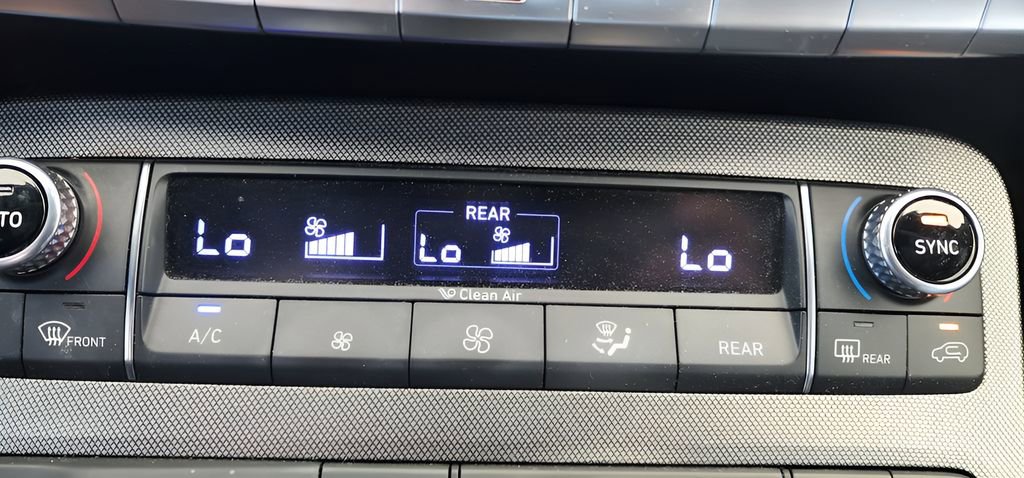 REAR
Lo
Lo
Lo
TO
SYNC
Clean Air
FRONT
A/C
REAR
REAR